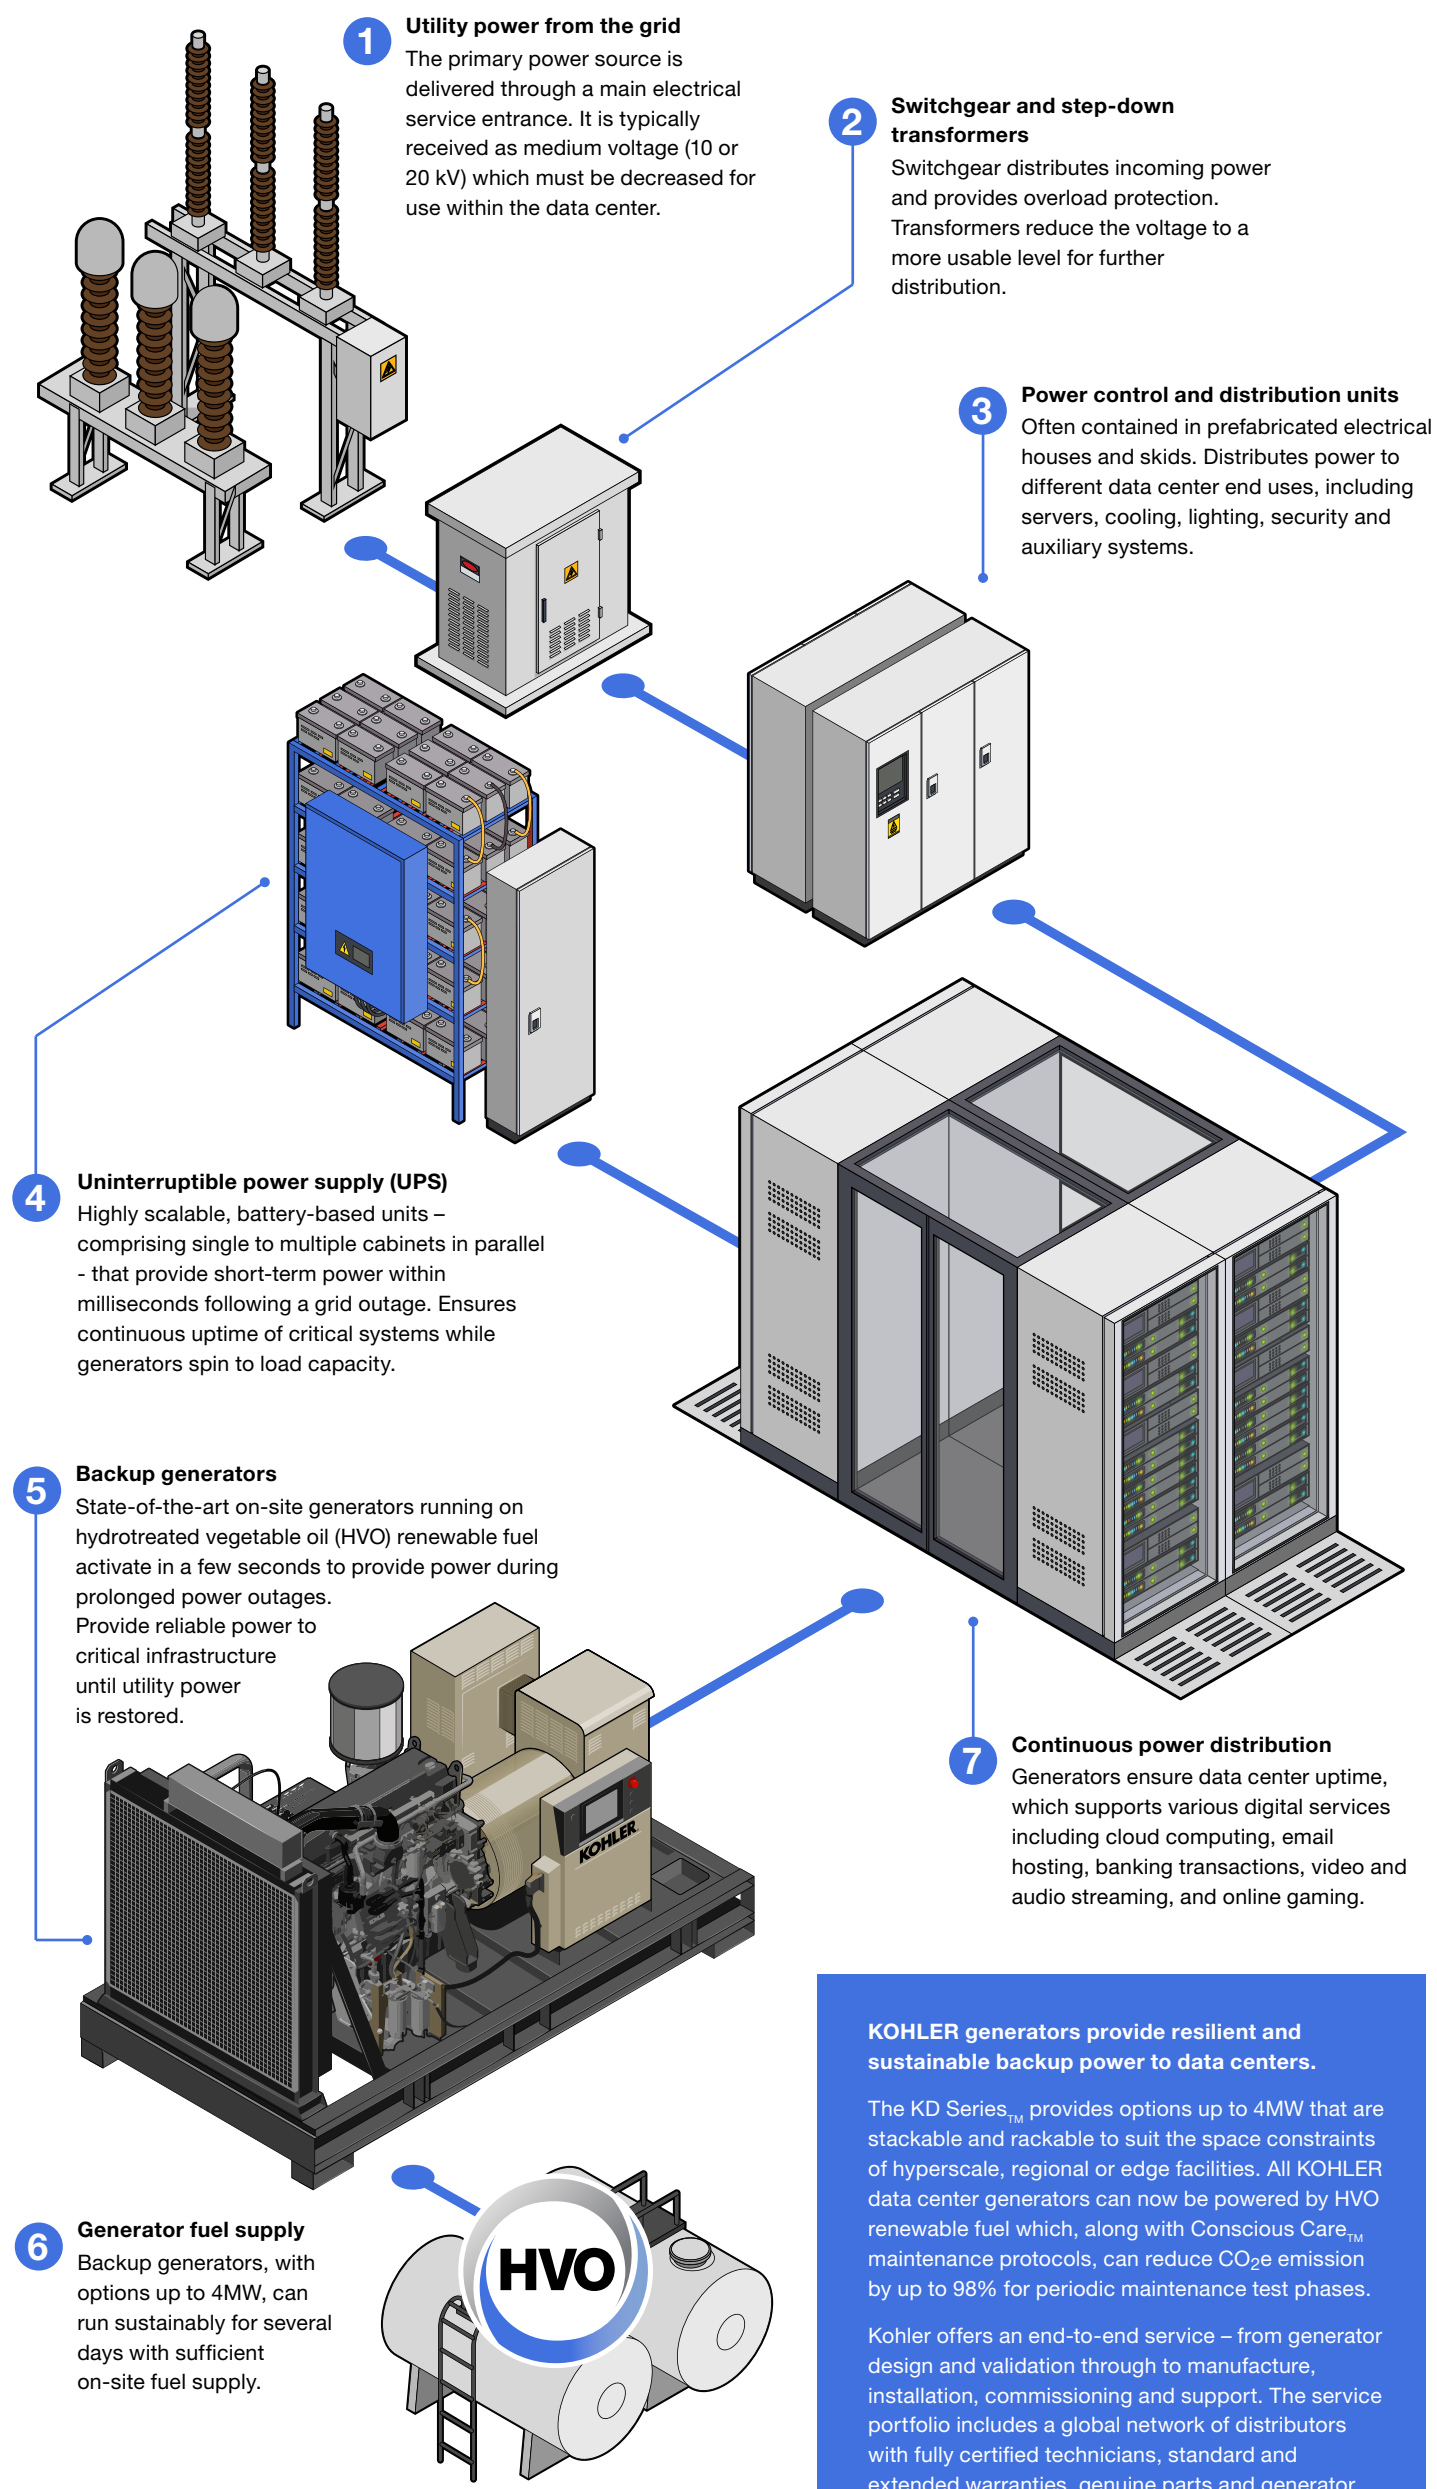 1
Utility power from the grid
The primary power source is
delivered through a main electrical
service entrance. It is typically
received as medium voltage (10 or
20 kV) which must be decreased for
use within the data center.
2
Switchgear and step-down
transformers
Switchgear distributes incoming power
and provides overload protection.
Transformers reduce the voltage to a
more usable level for further
distribution.
3
Power control and distribution units
Often contained in prefabricated electrical
houses and skids. Distributes power to
different data center end uses, including
servers, cooling, lighting, security and
auxiliary systems.
4
Uninterruptible power supply (UPS)
Highly scalable, battery-based units –
comprising single to multiple cabinets in parallel
- that provide short-term power within
milliseconds following a grid outage. Ensures
continuous uptime of critical systems while
generators spin to load capacity.
5
Backup generators
State-of-the-art on-site generators running on
hydrotreated vegetable oil (HVO) renewable fuel
activate in a few seconds to provide power during
prolonged power outages.
Provide reliable power to
critical infrastructure
until utility power
is restored.
KOHLER
6
Generator fuel supply
Backup generators, with
options up to 4MW, can
run sustainably for several
days with sufficient
on-site fuel supply.
HVO
7
Continuous power distribution
Generators ensure data center uptime,
which supports various digital services
including cloud computing, email
hosting, banking transactions, video and
audio streaming, and online gaming.
KOHLER generators provide resilient and
sustainable backup power to data centers.
The KD Series™ provides options up to 4MW that are
stackable and rackable to suit the space constraints
of hyperscale, regional or edge facilities. All KOHLER
data center generators can now be powered by HVO
renewable fuel which, along with Conscious Care™
maintenance protocols, can reduce CO₂e emission
by up to 98% for periodic maintenance test phases.
Kohler offers an end-to-end service – from generator
design and validation through to manufacture,
installation, commissioning and support. The service
portfolio includes a global network of distributors
with fully certified technicians, standard and
extended warranties, genuine parts and generator